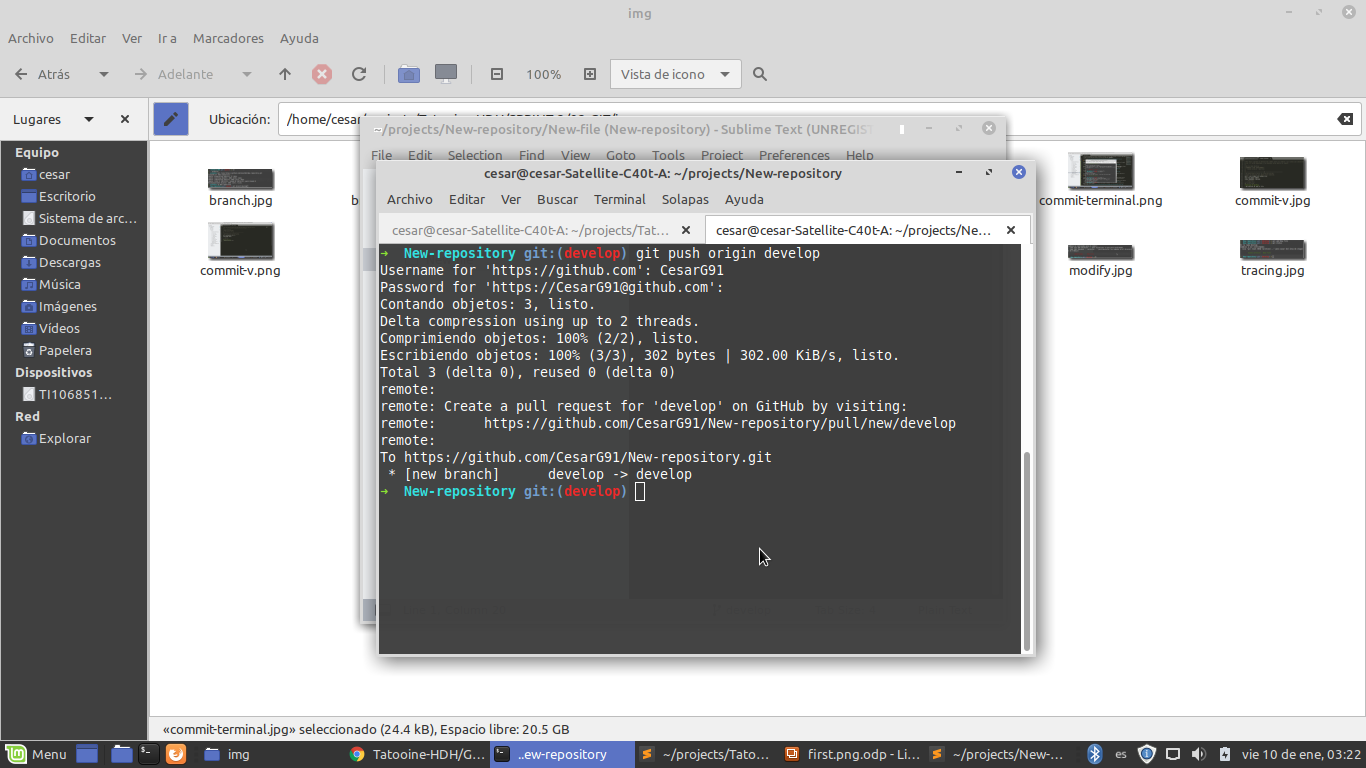 img
Archivo Editar Ver Ir a Marcadores Ayuda
Atrás Adelante 100% Vista de icono
Lugares Ubicación: /home/cesar
Equipo
cesar
Escritorio
Sistema de arc...
Documentos
Descargas
Música
Imágenes
Vídeos
Papelera
Dispositivos
TI106851...
Red
Explorar
branch.jpg
commit-terminal.png
commit-v.jpg
commit-v.png
modify.jpg
tracing.jpg
~/projects/New-repository/New-file (New-repository) - Sublime Text (UNREGIST
File Edit Selection Find View Goto Tools Project Preferences Help
cesar@cesar-Satellite-C40t-A: ~/projects/New-repository
Archivo Editar Ver Buscar Terminal Solapas Ayuda
cesar@cesar-Satellite-C40t-A: ~/projects/Tat...
cesar@cesar-Satellite-C40t-A: ~/projects/Ne...
➜ New-repository git:(develop) git push origin develop
Username for 'https://github.com': CesarG91
Password for 'https://CesarG91@github.com':
Contando objetos: 3, listo.
Delta compression using up to 2 threads.
Comprimiendo objetos: 100% (2/2), listo.
Escribiendo objetos: 100% (3/3), 302 bytes | 302.00 KiB/s, listo.
Total 3 (delta 0), reused 0 (delta 0)
remote:
remote: Create a pull request for 'develop' on GitHub by visiting:
remote: https://github.com/CesarG91/New-repository/pull/new/develop
remote:
To https://github.com/CesarG91/New-repository.git
* [new branch] develop -> develop
➜ New-repository git:(develop)
«commit-terminal.jpg» seleccionado (24.4 kB), Espacio libre: 20.5 GB
Menu img Tatooine-HDH/G... ..ew-repository ~/projects/Tato... first.png.odp - Li... ~/projects/New-... es vie 10 de ene, 03:22